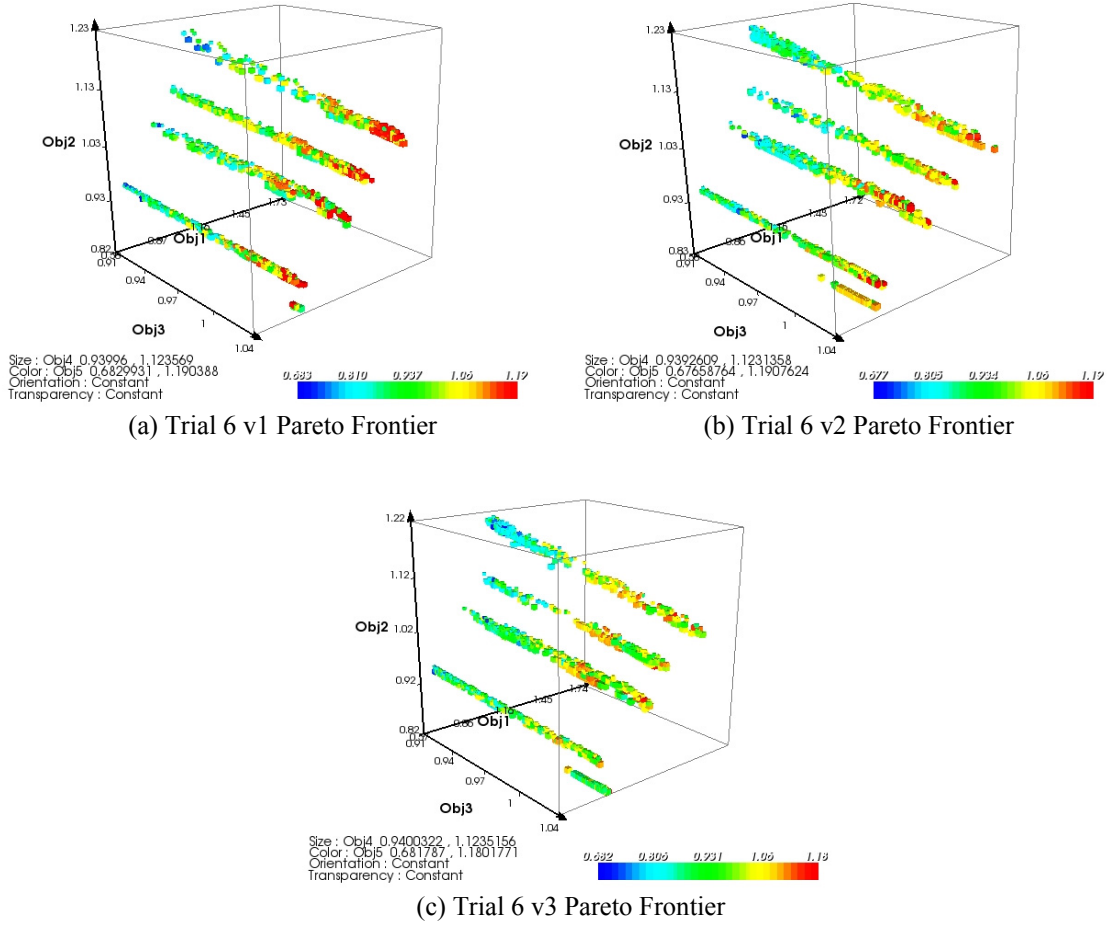 1.23
1.13
Obj2
1.03
0.93
0.82
0.91
0.94
0.97
1
1.04
Obj3
Obj1
1.45
1.73
Size : Obj4 0.93996 , 1.123569
Color : Obj5 0.6829931 , 1.190388
Orientation : Constant
Transparency : Constant
0.683 0.810 0.937 1.06 1.19
(a) Trial 6 v1 Pareto Frontier
1.23
1.13
Obj2
1.03
0.93
0.83
0.91
0.94
0.97
1
1.04
Obj3
0.86
Obj1
1.45
1.72
Size : Obj4 0.9392609 , 1.1231358
Color : Obj5 0.67658764 , 1.1907624
Orientation : Constant
Transparency : Constant
0.677 0.805 0.934 1.06 1.19
(b) Trial 6 v2 Pareto Frontier
1.22
1.12
Obj2
1.02
0.92
0.82
0.91
0.94
0.97
1
1.04
Obj3
0.86
Obj1
1.16
1.45
1.74
Size : Obj4 0.9400322 , 1.1235156
Color : Obj5 0.681787 , 1.1801771
Orientation : Constant
Transparency : Constant
0.682 0.806 0.931 1.06 1.18
(c) Trial 6 v3 Pareto Frontier